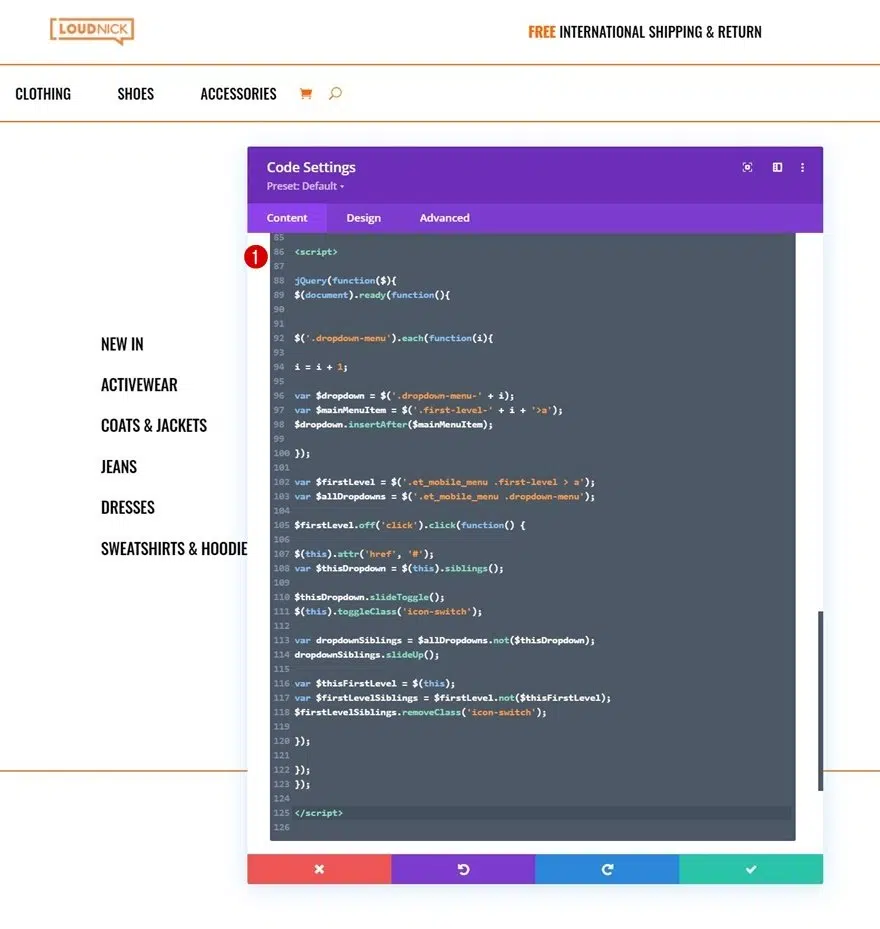 LOUDNICK
FREE INTERNATIONAL SHIPPING & RETURN
CLOTHING SHOES ACCESSORIES
Code Settings
Preset: Default
Content Design Advanced
85
1
86 <script>
87
88 jQuery(function($){
89 $(document).ready(function(){
90
91
92 $('.dropdown-menu').each(function(i){
93
94 i = i + 1;
95
96 var $dropdown = $('.dropdown-menu-' + i);
97 var $mainMenuItem = $('.first-level-' + i + '>a');
98 $dropdown.insertAfter($mainMenuItem);
99
100 });
101
102 var $firstLevel = $('.et_mobile_menu .first-level > a');
103 var $allDropdowns = $('.et_mobile_menu .dropdown-menu');
104
105 $firstLevel.off('click').click(function() {
106
107 $(this).attr('href', '#');
108 var $thisDropdown = $(this).siblings();
109
110 $thisDropdown.slideToggle();
111 $(this).toggleClass('icon-switch');
112
113 var dropdownSiblings = $allDropdowns.not($thisDropdown);
114 dropdownSiblings.slideUp();
115
116 var $thisFirstLevel = $(this);
117 var $firstLevelSiblings = $firstLevel.not($thisFirstLevel);
118 $firstLevelSiblings.removeClass('icon-switch');
119
120 });
121
122 });
123 });
124
125 </script>
126
NEW IN
ACTIVEWEAR
COATS & JACKETS
JEANS
DRESSES
SWEATSHIRTS & HOODIE